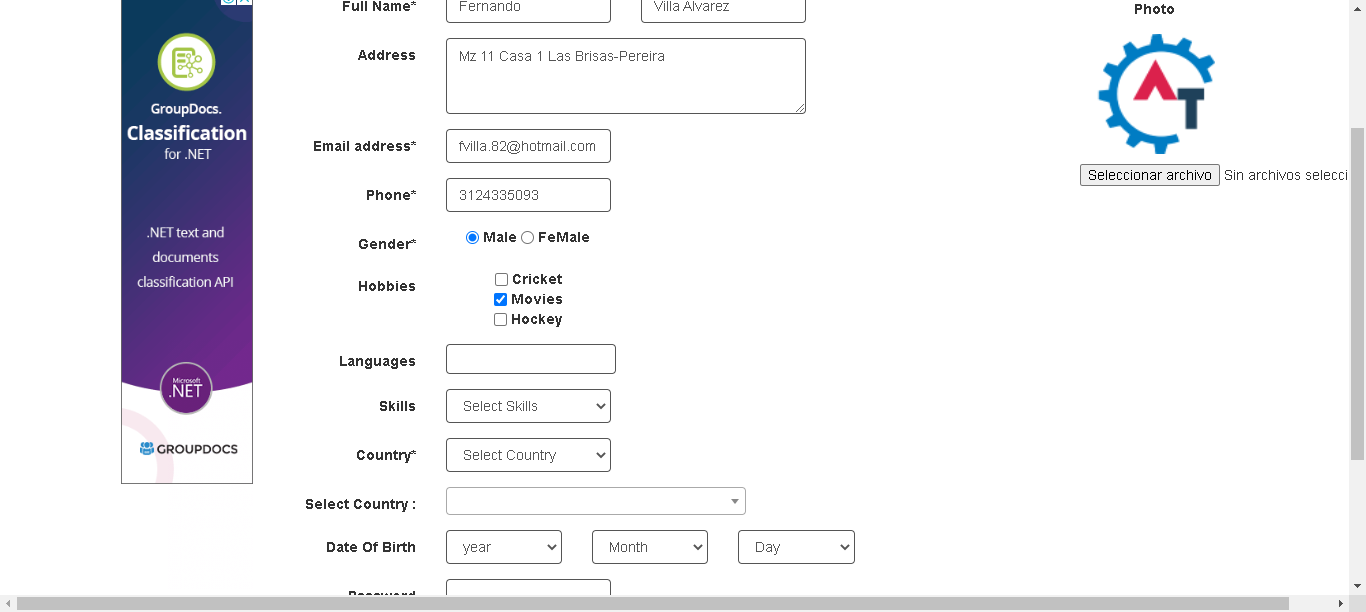 Full Name*
Fernando
Villa Alvarez
Photo
Address
Mz 11 Casa 1 Las Brisas-Pereira
AT
Seleccionar archivo Sin archivos selecci
Email address*
fvilla.82@hotmail.com
Phone*
3124335093
Gender*
Male FeMale
Hobbies
Cricket
Movies
Hockey
Languages
Skills
Select Skills
Country*
Select Country
Select Country :
Date Of Birth
year
Month
Day
Password
GroupDocs.
Classification
for .NET
.NET text and
documents
classification API
Microsoft
.NET
GROUPDOCS